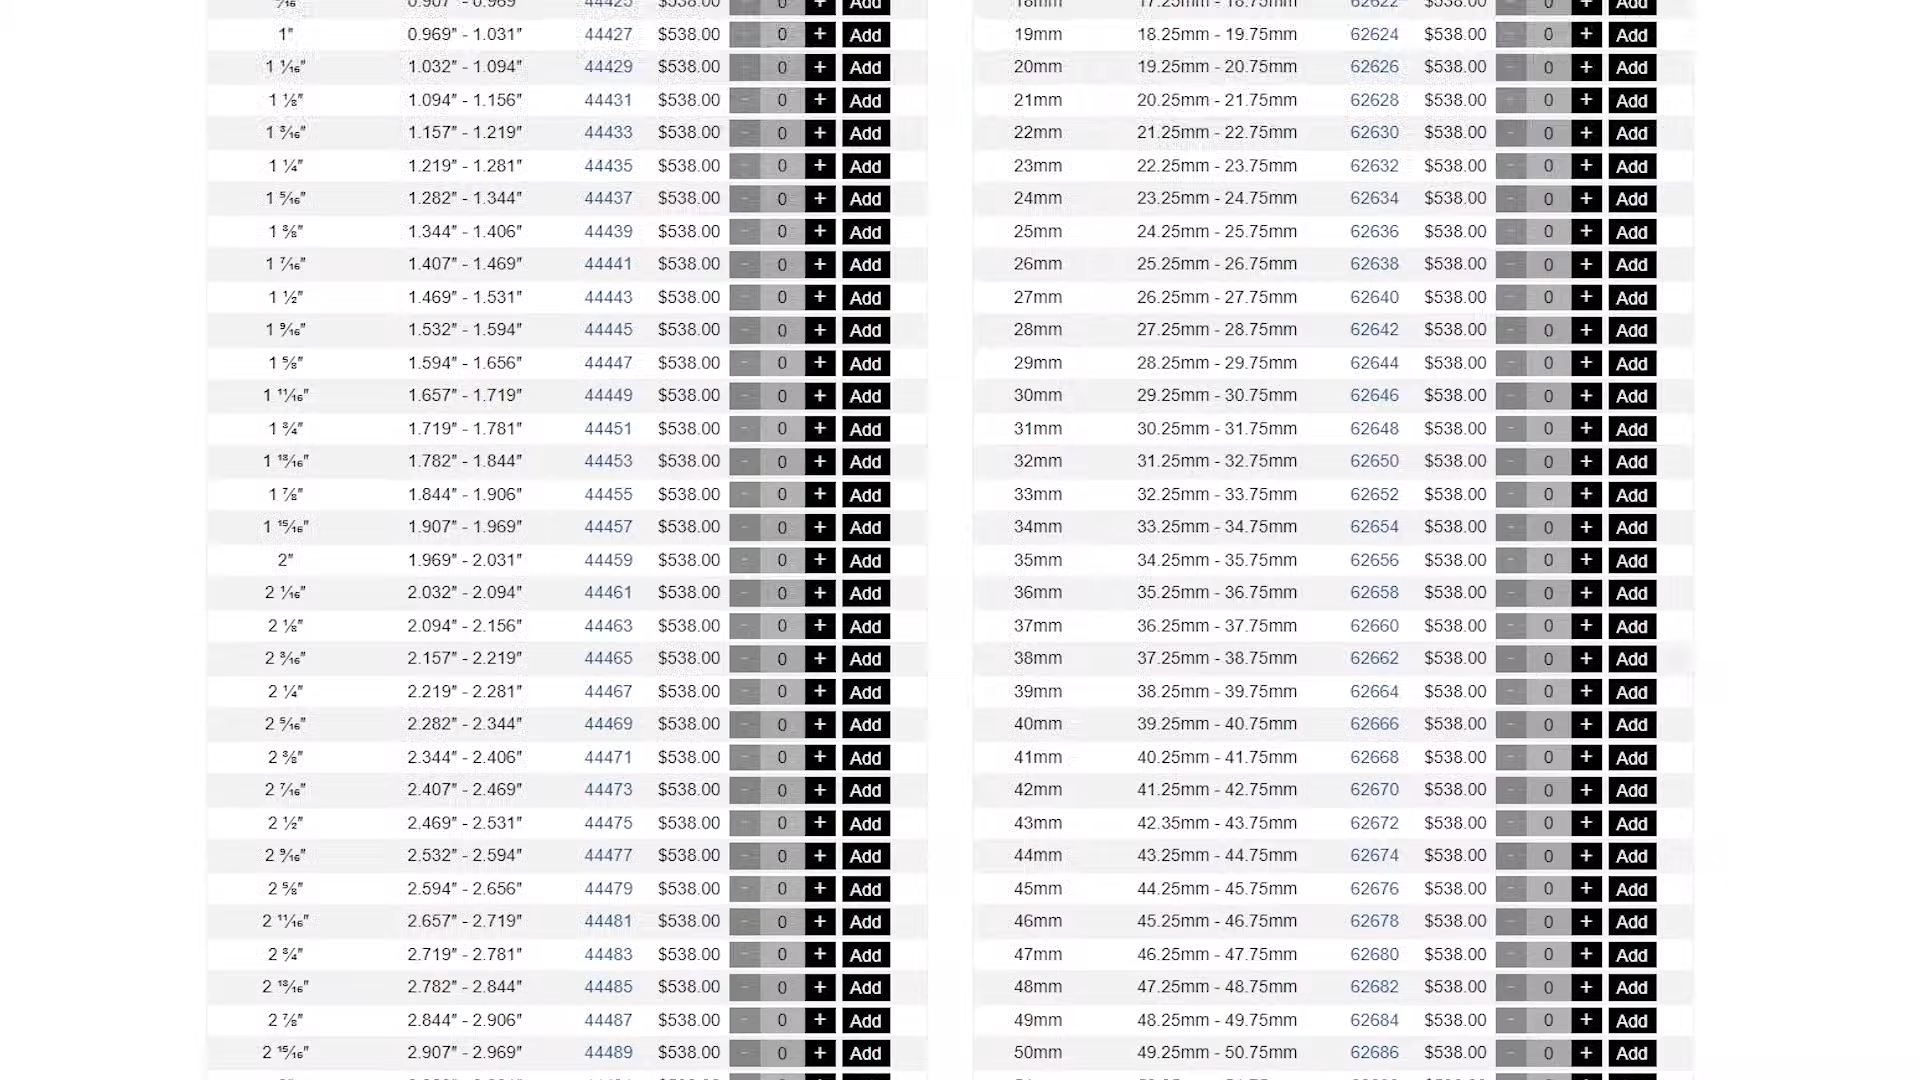 1" 0.969" - 1.031" 44427 $538.00 - 0 + Add 19mm 18.25mm - 19.75mm 62624 $538.00 - 0 + Add
1 ¹⁄₁₆" 1.032" - 1.094" 44429 $538.00 - 0 + Add 20mm 19.25mm - 20.75mm 62626 $538.00 - 0 + Add
1 ⅛" 1.094" - 1.156" 44431 $538.00 - 0 + Add 21mm 20.25mm - 21.75mm 62628 $538.00 - 0 + Add
1 ³⁄₁₆" 1.157" - 1.219" 44433 $538.00 - 0 + Add 22mm 21.25mm - 22.75mm 62630 $538.00 - 0 + Add
1 ¼" 1.219" - 1.281" 44435 $538.00 - 0 + Add 23mm 22.25mm - 23.75mm 62632 $538.00 - 0 + Add
1 ⁵⁄₁₆" 1.282" - 1.344" 44437 $538.00 - 0 + Add 24mm 23.25mm - 24.75mm 62634 $538.00 - 0 + Add
1 ⅜" 1.344" - 1.406" 44439 $538.00 - 0 + Add 25mm 24.25mm - 25.75mm 62636 $538.00 - 0 + Add
1 ⁷⁄₁₆" 1.407" - 1.469" 44441 $538.00 - 0 + Add 26mm 25.25mm - 26.75mm 62638 $538.00 - 0 + Add
1 ½" 1.469" - 1.531" 44443 $538.00 - 0 + Add 27mm 26.25mm - 27.75mm 62640 $538.00 - 0 + Add
1 ⁹⁄₁₆" 1.532" - 1.594" 44445 $538.00 - 0 + Add 28mm 27.25mm - 28.75mm 62642 $538.00 - 0 + Add
1 ⅝" 1.594" - 1.656" 44447 $538.00 - 0 + Add 29mm 28.25mm - 29.75mm 62644 $538.00 - 0 + Add
1 ¹¹⁄₁₆" 1.657" - 1.719" 44449 $538.00 - 0 + Add 30mm 29.25mm - 30.75mm 62646 $538.00 - 0 + Add
1 ¾" 1.719" - 1.781" 44451 $538.00 - 0 + Add 31mm 30.25mm - 31.75mm 62648 $538.00 - 0 + Add
1 ¹³⁄₁₆" 1.782" - 1.844" 44453 $538.00 - 0 + Add 32mm 31.25mm - 32.75mm 62650 $538.00 - 0 + Add
1 ⅞" 1.844" - 1.906" 44455 $538.00 - 0 + Add 33mm 32.25mm - 33.75mm 62652 $538.00 - 0 + Add
1 ¹⁵⁄₁₆" 1.907" - 1.969" 44457 $538.00 - 0 + Add 34mm 33.25mm - 34.75mm 62654 $538.00 - 0 + Add
2" 1.969" - 2.031" 44459 $538.00 - 0 + Add 35mm 34.25mm - 35.75mm 62656 $538.00 - 0 + Add
2 ¹⁄₁₆" 2.032" - 2.094" 44461 $538.00 - 0 + Add 36mm 35.25mm - 36.75mm 62658 $538.00 - 0 + Add
2 ⅛" 2.094" - 2.156" 44463 $538.00 - 0 + Add 37mm 36.25mm - 37.75mm 62660 $538.00 - 0 + Add
2 ³⁄₁₆" 2.157" - 2.219" 44465 $538.00 - 0 + Add 38mm 37.25mm - 38.75mm 62662 $538.00 - 0 + Add
2 ¼" 2.219" - 2.281" 44467 $538.00 - 0 + Add 39mm 38.25mm - 39.75mm 62664 $538.00 - 0 + Add
2 ⁵⁄₁₆" 2.282" - 2.344" 44469 $538.00 - 0 + Add 40mm 39.25mm - 40.75mm 62666 $538.00 - 0 + Add
2 ⅜" 2.344" - 2.406" 44471 $538.00 - 0 + Add 41mm 40.25mm - 41.75mm 62668 $538.00 - 0 + Add
2 ⁷⁄₁₆" 2.407" - 2.469" 44473 $538.00 - 0 + Add 42mm 41.25mm - 42.75mm 62670 $538.00 - 0 + Add
2 ½" 2.469" - 2.531" 44475 $538.00 - 0 + Add 43mm 42.35mm - 43.75mm 62672 $538.00 - 0 + Add
2 ⁹⁄₁₆" 2.532" - 2.594" 44477 $538.00 - 0 + Add 44mm 43.25mm - 44.75mm 62674 $538.00 - 0 + Add
2 ⅝" 2.594" - 2.656" 44479 $538.00 - 0 + Add 45mm 44.25mm - 45.75mm 62676 $538.00 - 0 + Add
2 ¹¹⁄₁₆" 2.657" - 2.719" 44481 $538.00 - 0 + Add 46mm 45.25mm - 46.75mm 62678 $538.00 - 0 + Add
2 ¾" 2.719" - 2.781" 44483 $538.00 - 0 + Add 47mm 46.25mm - 47.75mm 62680 $538.00 - 0 + Add
2 ¹³⁄₁₆" 2.782" - 2.844" 44485 $538.00 - 0 + Add 48mm 47.25mm - 48.75mm 62682 $538.00 - 0 + Add
2 ⅞" 2.844" - 2.906" 44487 $538.00 - 0 + Add 49mm 48.25mm - 49.75mm 62684 $538.00 - 0 + Add
2 ¹⁵⁄₁₆" 2.907" - 2.969" 44489 $538.00 - 0 + Add 50mm 49.25mm - 50.75mm 62686 $538.00 - 0 + Add